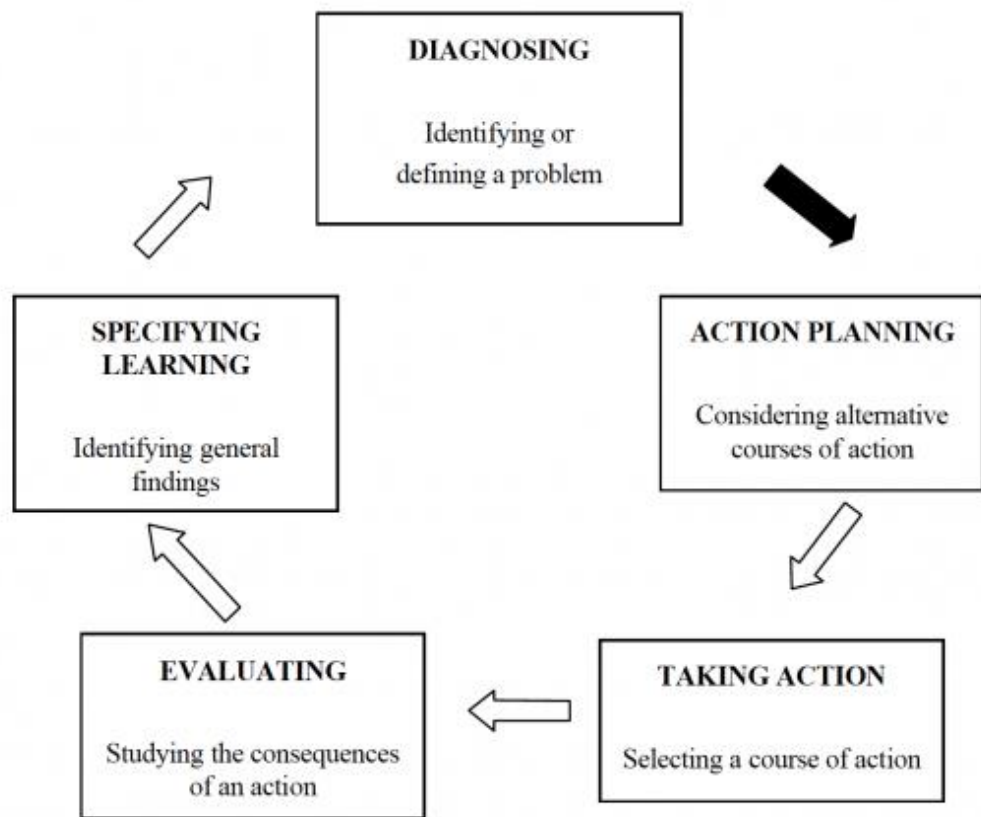 DIAGNOSING
Identifying or
defining a problem
SPECIFYING
LEARNING
Identifying general
findings
ACTION PLANNING
Considering alternative
courses of action
EVALUATING
Studying the consequences
of an action
TAKING ACTION
Selecting a course of action